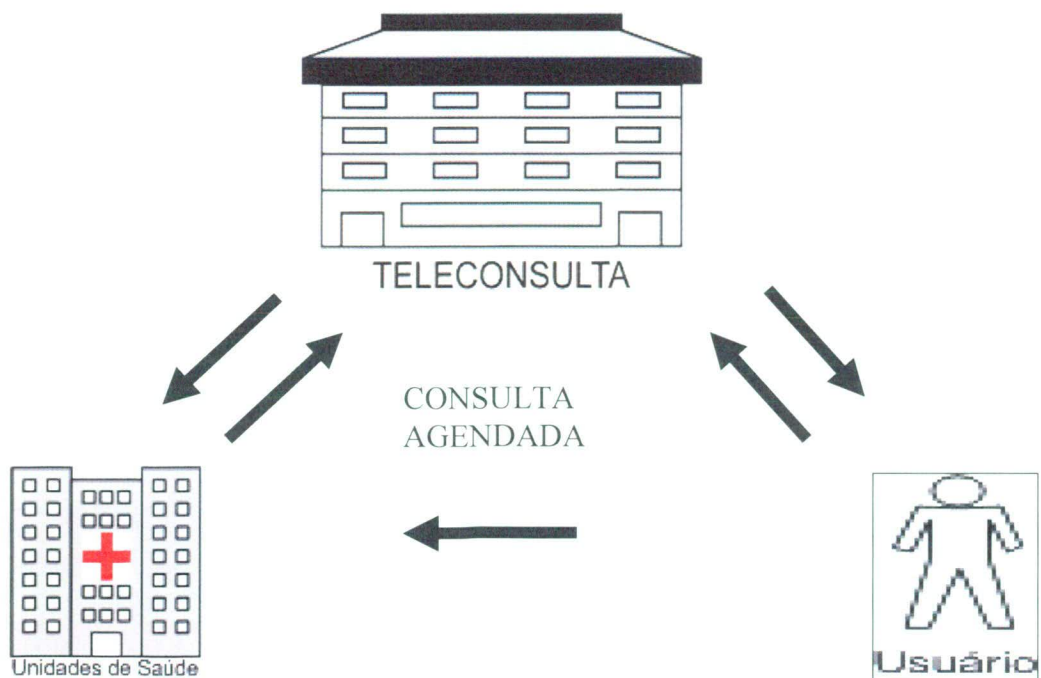 TELECONSULTA
CONSULTA
AGENDADA
Unidades de Saúde
Usuário